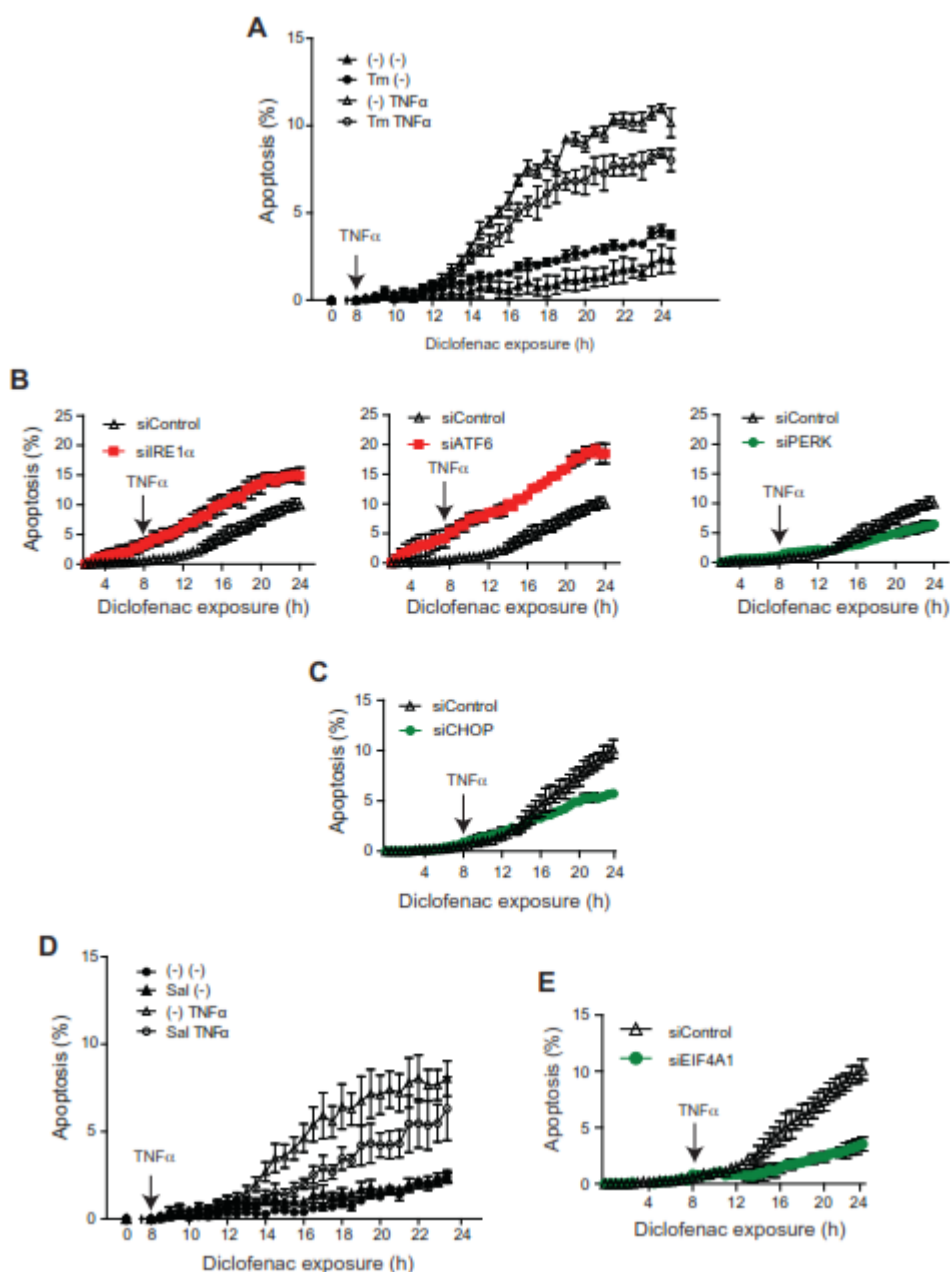 A
15
10
5
0
Apoptosis (%)
(-) (-)
Tm (-)
(-) TNFα
Tm TNFα
TNFα
0 8 10 12 14 16 18 20 22 24
Diclofenac exposure (h)
B
25
20
15
10
5
0
Apoptosis (%)
siControl
siIRE1α
TNFα
4 8 12 16 20 24
Diclofenac exposure (h)
25
20
15
10
5
0
siControl
siATF6
TNFα
4 8 12 16 20 24
Diclofenac exposure (h)
25
20
15
10
5
0
siControl
siPERK
TNFα
4 8 12 16 20 24
Diclofenac exposure (h)
C
15
10
5
0
Apoptosis (%)
siControl
siCHOP
TNFα
4 8 12 16 20 24
Diclofenac exposure (h)
D
15
10
5
0
Apoptosis (%)
(-) (-)
Sal (-)
(-) TNFα
Sal TNFα
TNFα
0 8 10 12 14 16 18 20 22 24
Diclofenac exposure (h)
E
15
10
5
0
Apoptosis (%)
siControl
siEIF4A1
TNFα
4 8 12 16 20 24
Diclofenac exposure (h)